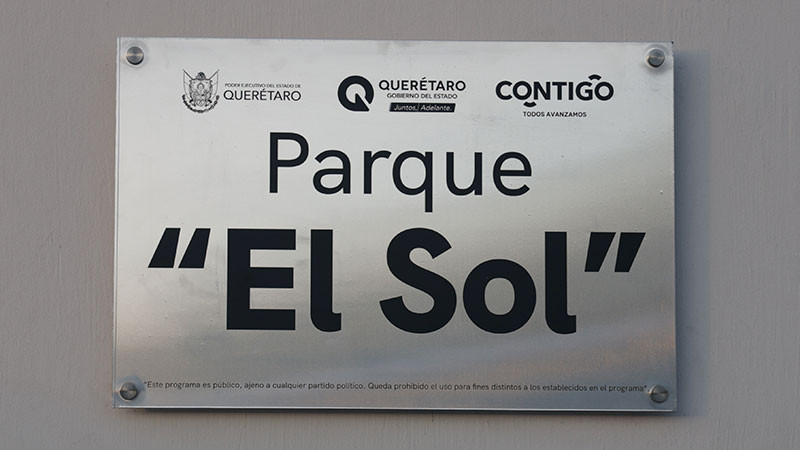 PODER EJECUTIVO DEL ESTADO DE
QUERÉTARO
QUERÉTARO
GOBIERNO DEL ESTADO
Juntos, Adelante.
CONTIGO
TODOS AVANZAMOS
Parque
“El Sol”
"Este programa es público, ajeno a cualquier partido político. Queda prohibido el uso para fines distintos a los establecidos en el programa"